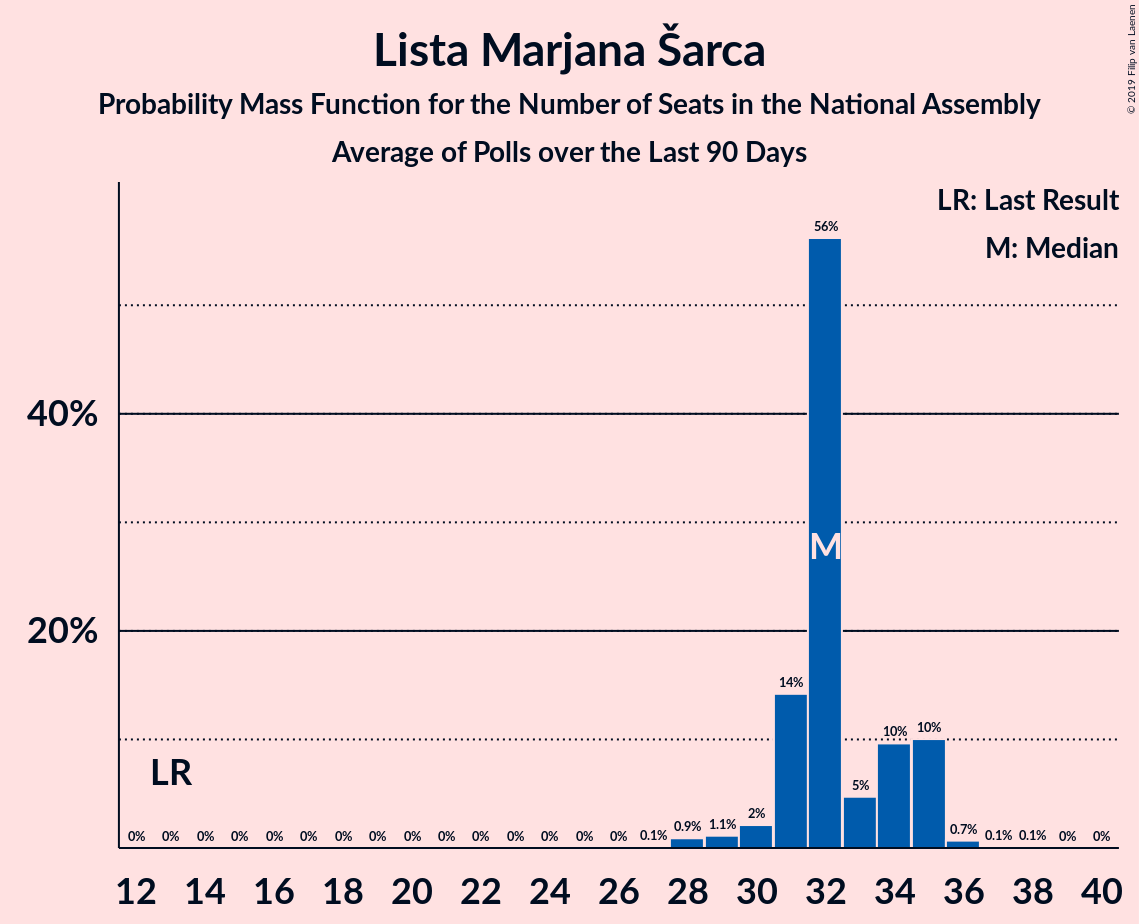 Lista Marjana Šarca
Probability Mass Function for the Number of Seats in the National Assembly
Average of Polls over the Last 90 Days
© 2019 Filip van Laenen
LR: Last Result
M: Median
56%
40%
M
20%
14%
10% 10%
LR
5%
2%
0% 0% 0% 0% 0% 0% 0% 0% 0% 0% 0% 0% 0% 0% 0% 0.1% 0.9% 1.1% 0.7% 0.1% 0.1% 0% 0%
12 14 16 18 20 22 24 26 28 30 32 34 36 38 40